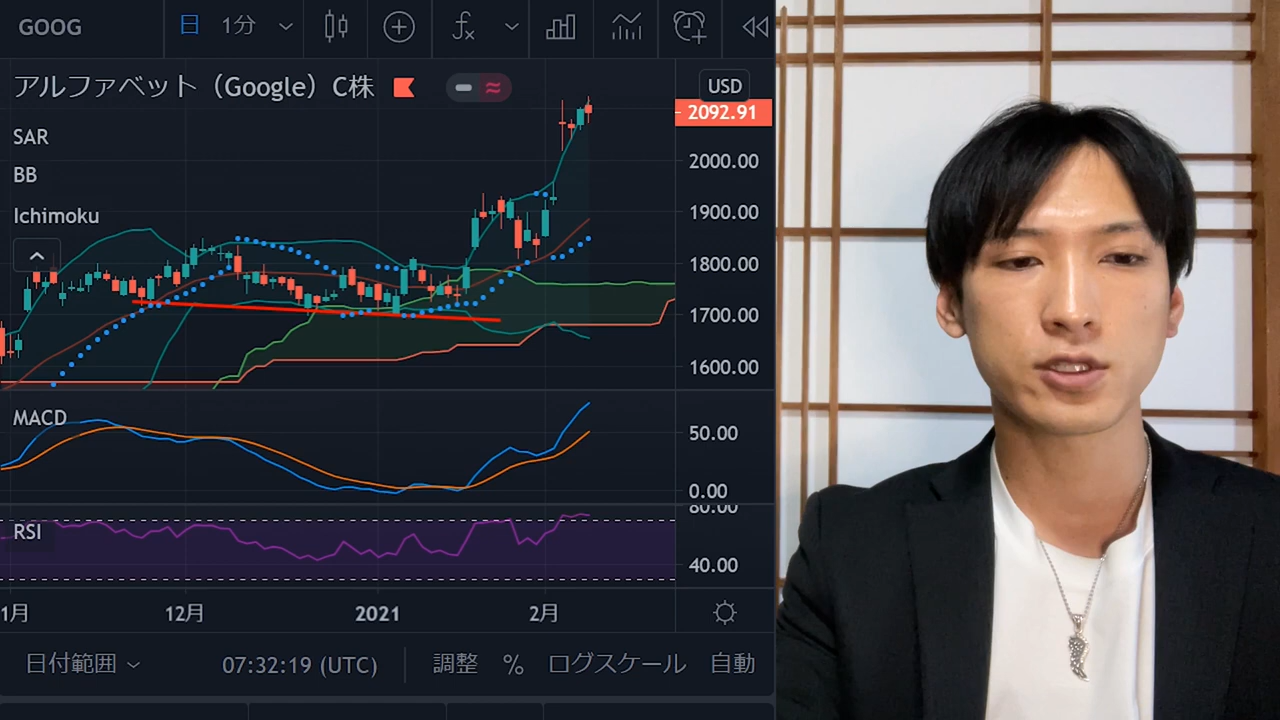 GOOG 日 1分
アルファベット（Google）C株
USD
2092.91
SAR
2000.00
BB
1900.00
Ichimoku
1800.00
1700.00
1600.00
MACD
50.00
0.00
80.00
RSI
40.00
1月 12月 2021 2月
日付範囲 07:32:19 (UTC) 調整 % ログスケール 自動